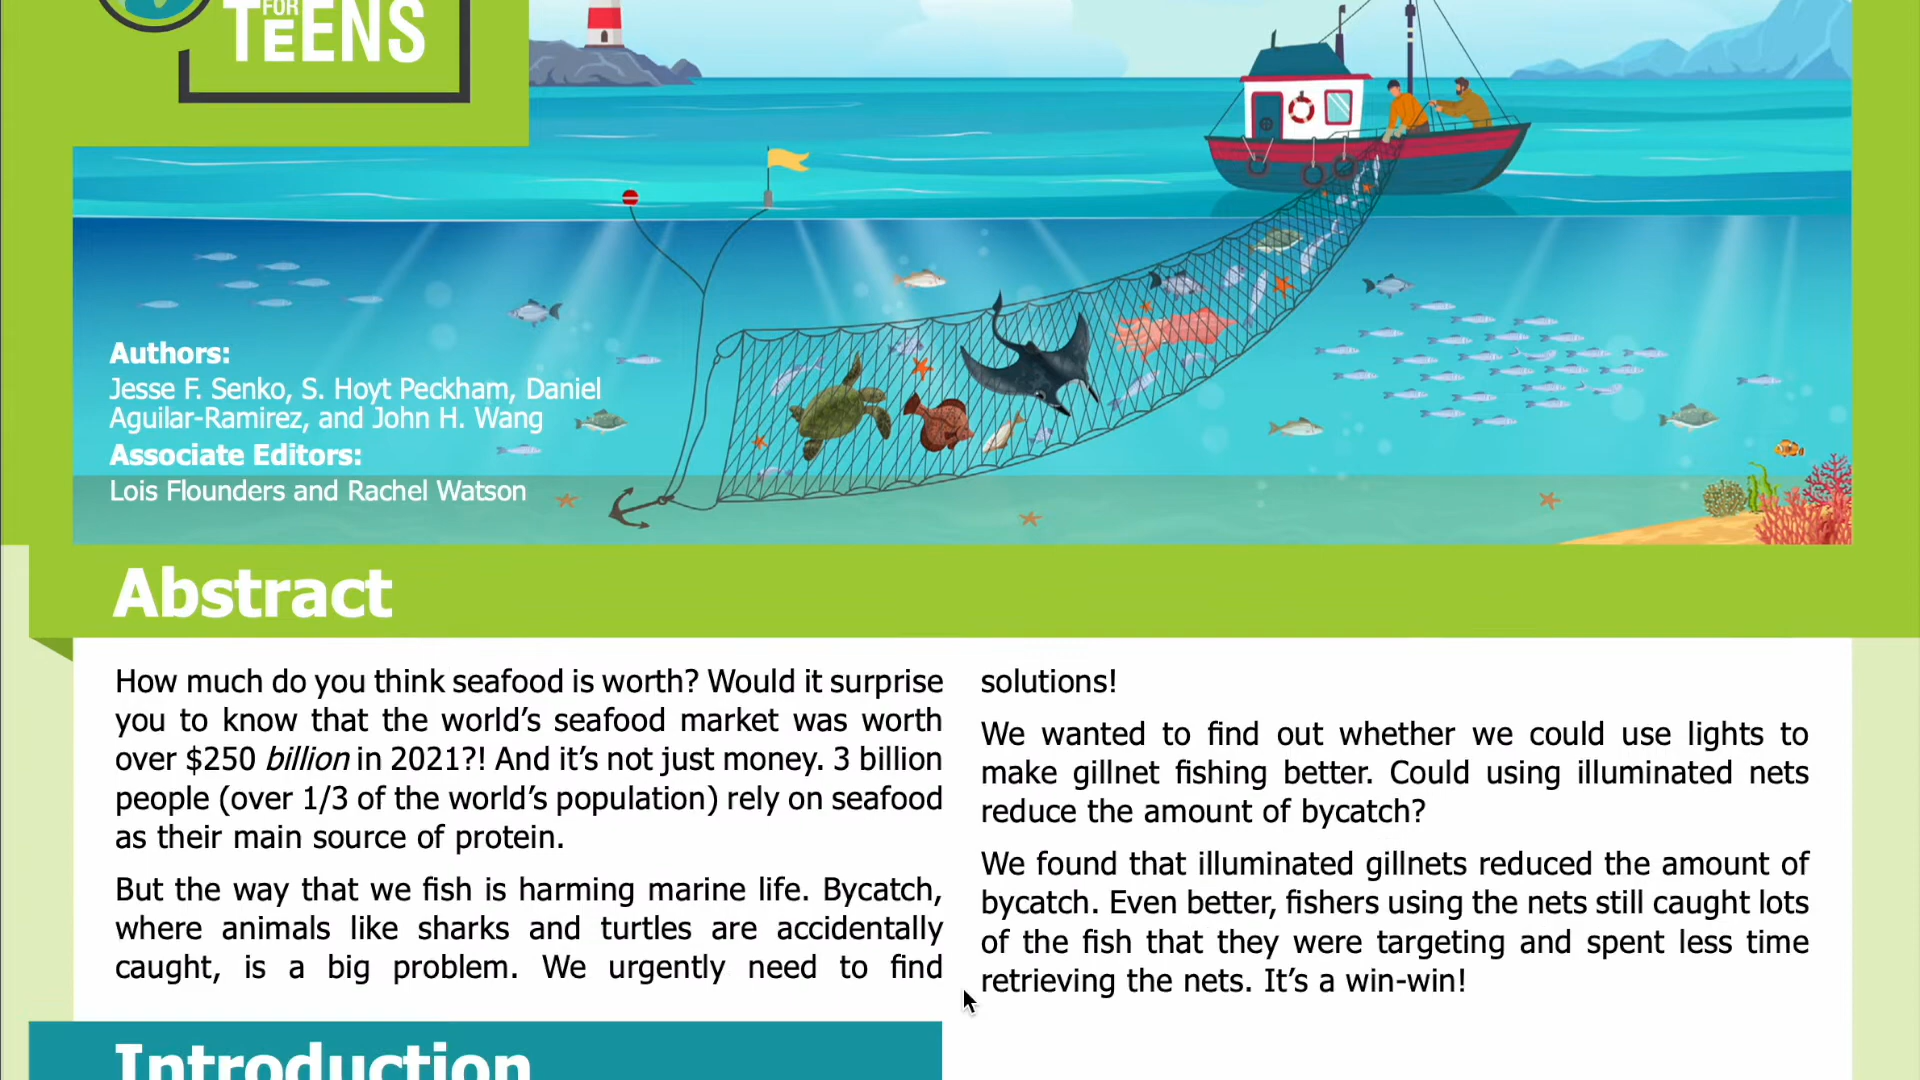 FOR
TEENS
Authors:
Jesse F. Senko, S. Hoyt Peckham, Daniel
Aguilar-Ramirez, and John H. Wang
Associate Editors:
Lois Flounders and Rachel Watson
Abstract
How much do you think seafood is worth? Would it surprise
you to know that the world’s seafood market was worth
over $250 billion in 2021?! And it’s not just money. 3 billion
people (over 1/3 of the world’s population) rely on seafood
as their main source of protein.
But the way that we fish is harming marine life. Bycatch,
where animals like sharks and turtles are accidentally
caught, is a big problem. We urgently need to find
solutions!
We wanted to find out whether we could use lights to
make gillnet fishing better. Could using illuminated nets
reduce the amount of bycatch?
We found that illuminated gillnets reduced the amount of
bycatch. Even better, fishers using the nets still caught lots
of the fish that they were targeting and spent less time
retrieving the nets. It’s a win-win!
Introduction